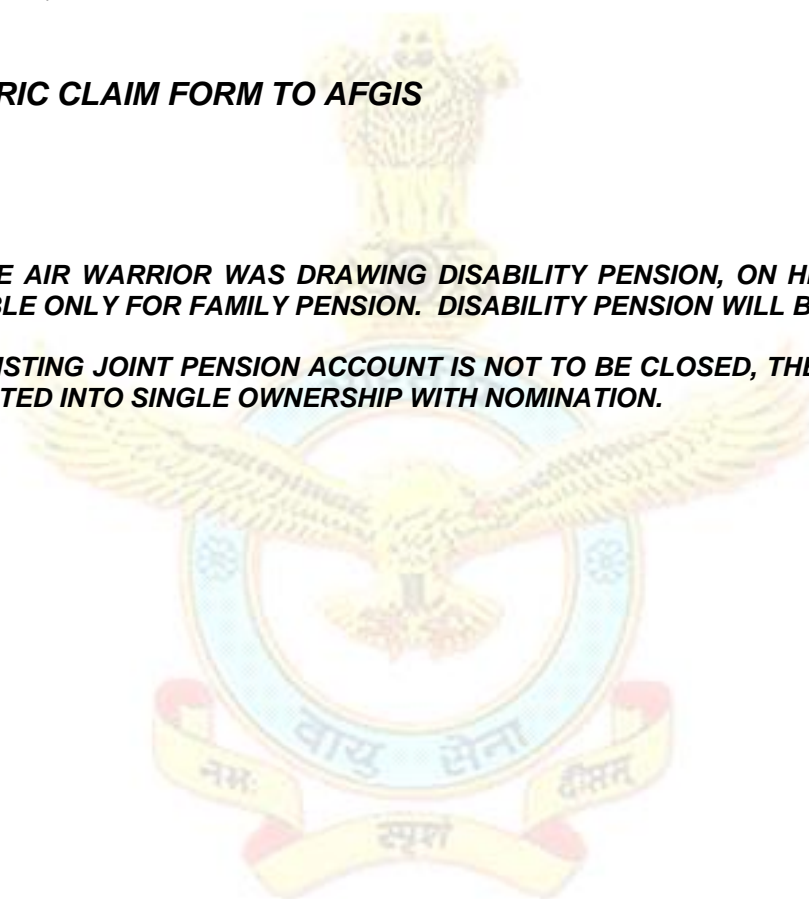 RIC CLAIM FORM TO AFGIS
E AIR WARRIOR WAS DRAWING DISABILITY PENSION, ON HI
BLE ONLY FOR FAMILY PENSION. DISABILITY PENSION WILL B
ISTING JOINT PENSION ACCOUNT IS NOT TO BE CLOSED, THE
TED INTO SINGLE OWNERSHIP WITH NOMINATION.
वायु सेना
नभः स्पृशं दीप्तम्